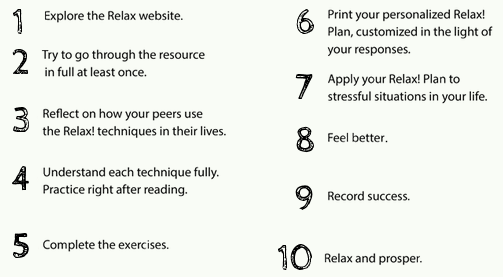 1 Explore the Relax website.
2 Try to go through the resource
in full at least once.
3 Reflect on how your peers use
the Relax! techniques in their lives.
4 Understand each technique fully.
Practice right after reading.
5 Complete the exercises.
6 Print your personalized Relax!
Plan, customized in the light of
your responses.
7 Apply your Relax! Plan to
stressful situations in your life.
8 Feel better.
9 Record success.
10 Relax and prosper.